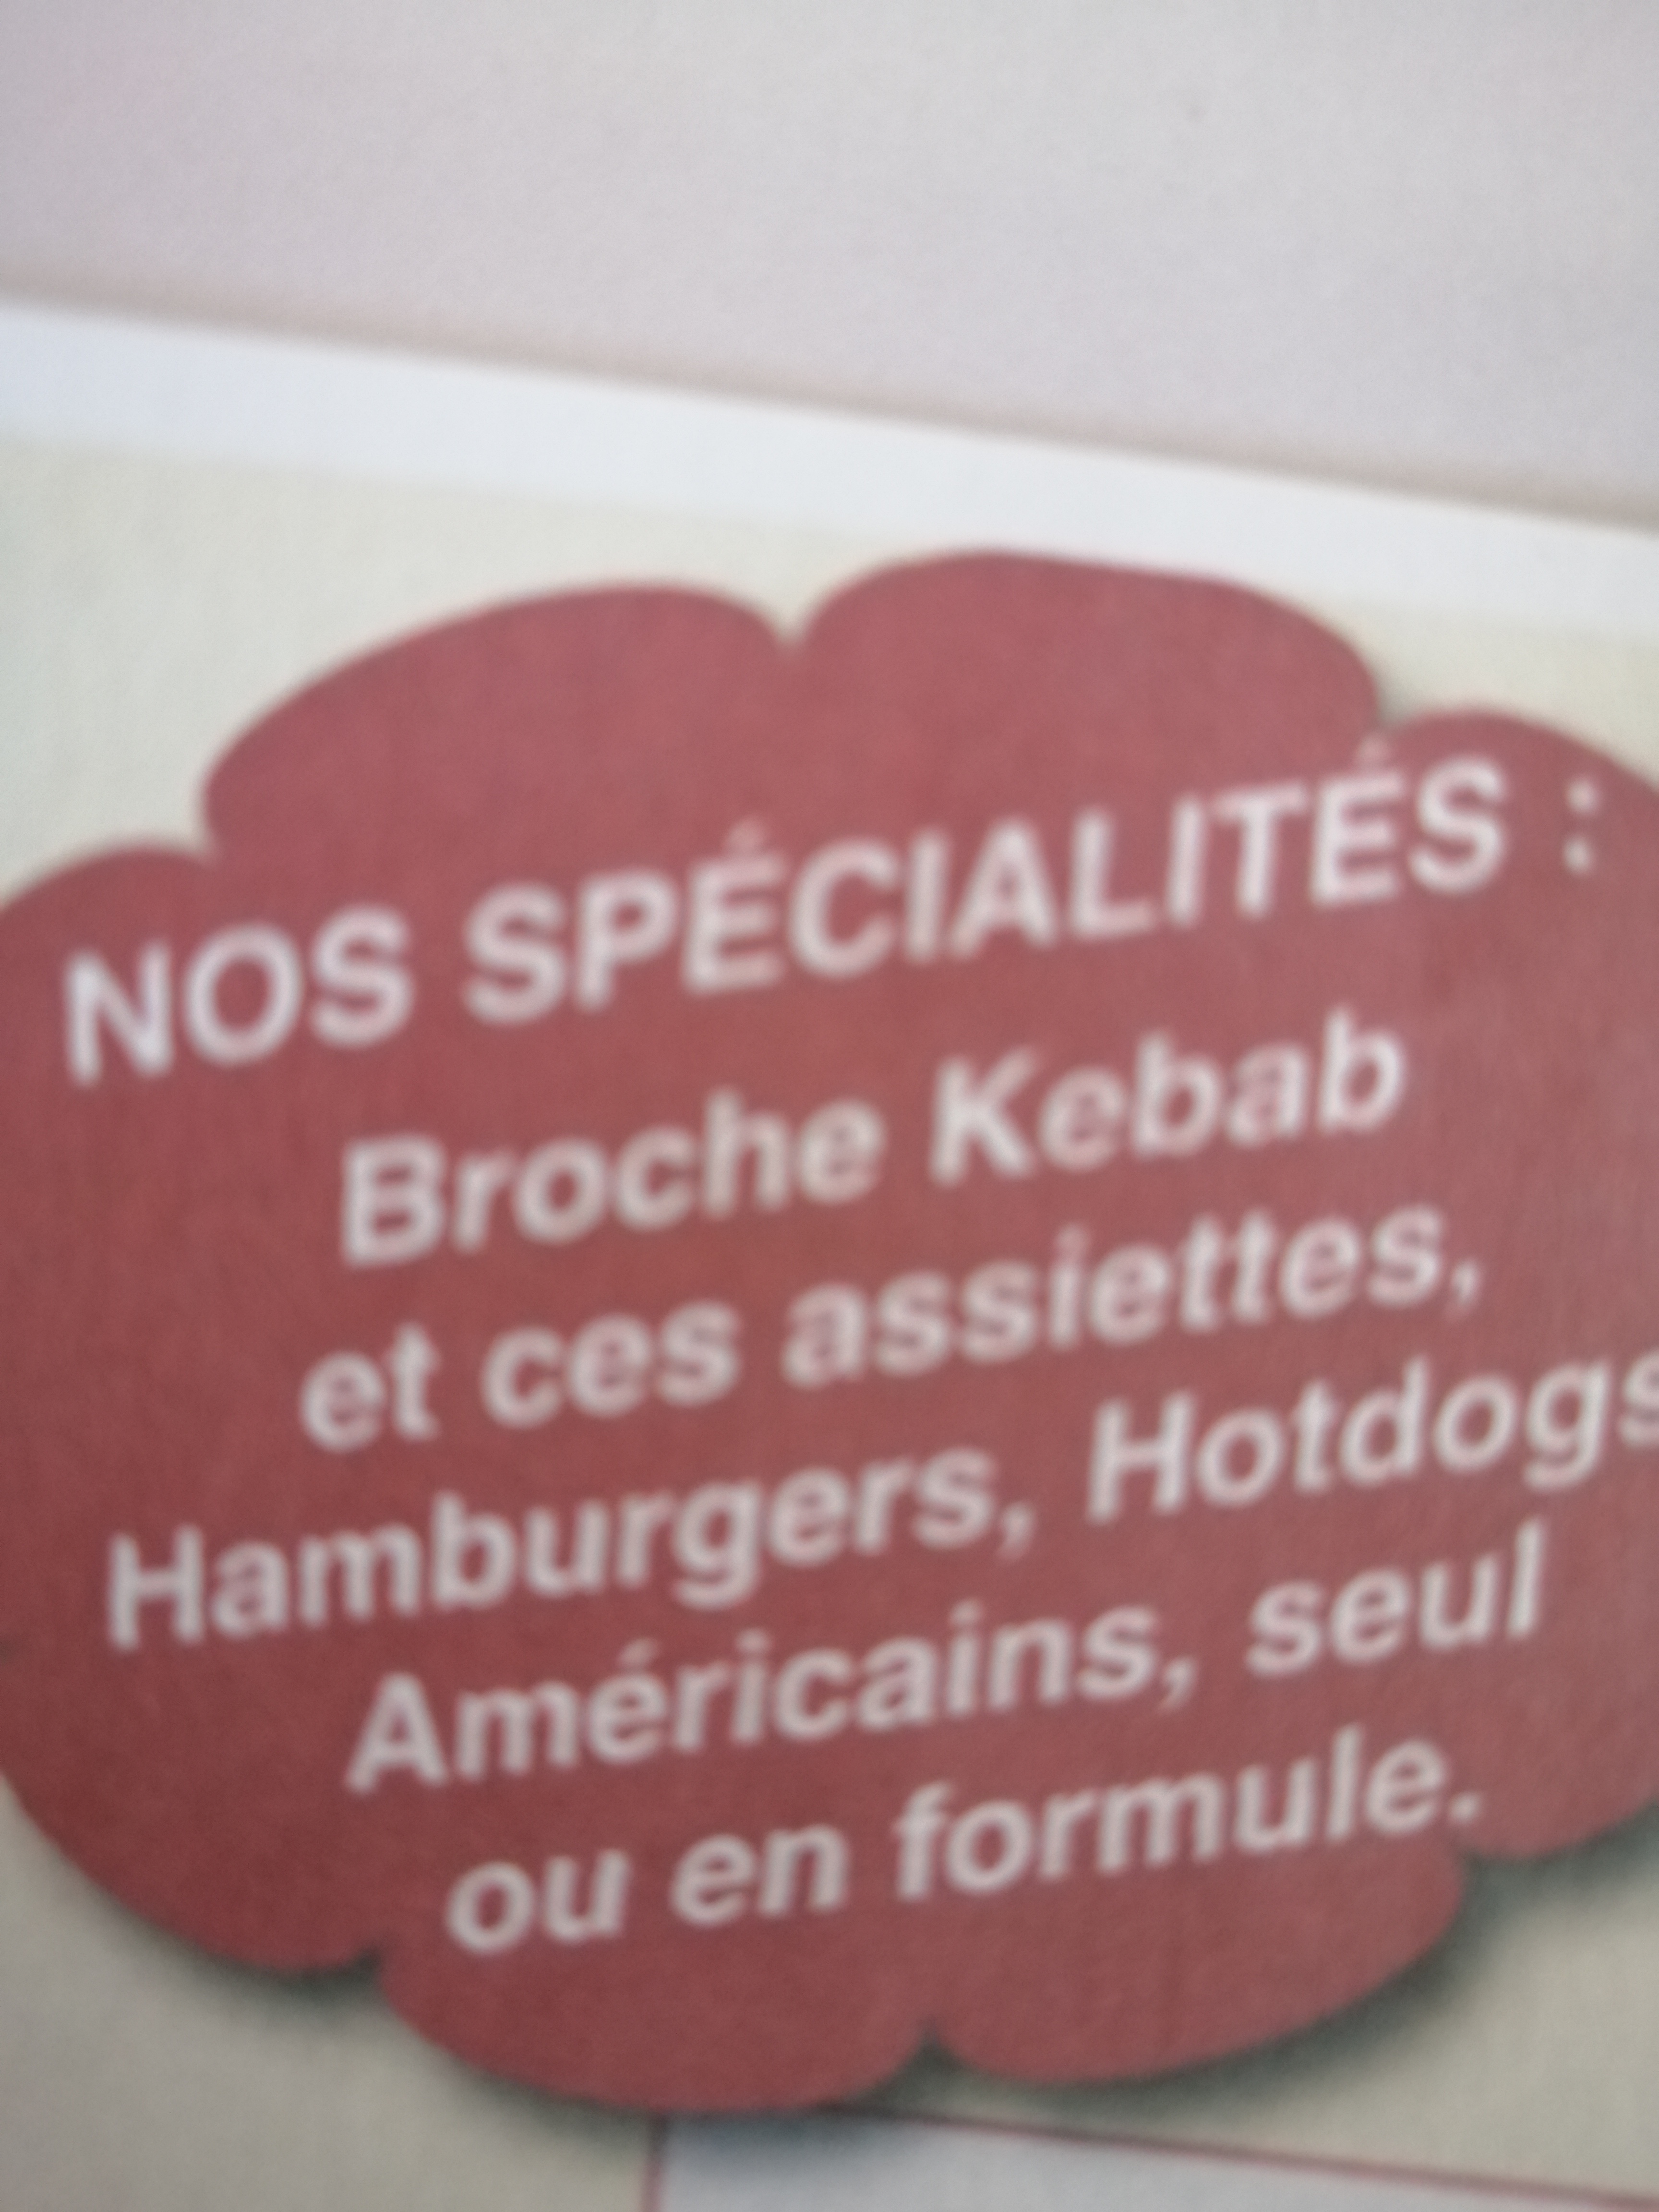 NOS SPÉCIALITÉS :
Broche Kebab
et ces assiettes,
Hamburgers, Hotdogs
Américains, seul
ou en formule.